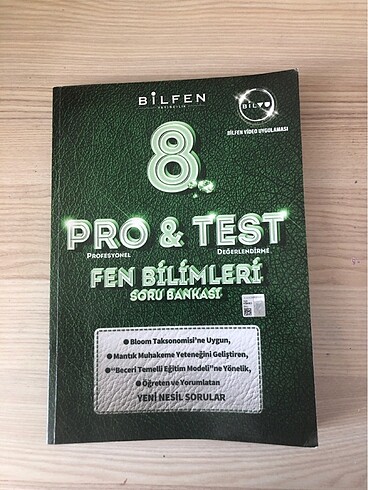 BİLFEN
YAYINCILIK
BİLVU
BİLFEN VİDEO UYGULAMASI
8.
PRO & TEST
PROFESYONEL DEĞERLENDİRME
FEN BİLİMLERİ
SORU BANKASI
Bloom Taksonomisi'ne Uygun,
Mantık Muhakeme Yeteneğini Geliştiren,
"Beceri Temelli Eğitim Modeli"ne Yönelik,
Öğreten ve Yorumlatan
YENİ NESİL SORULAR